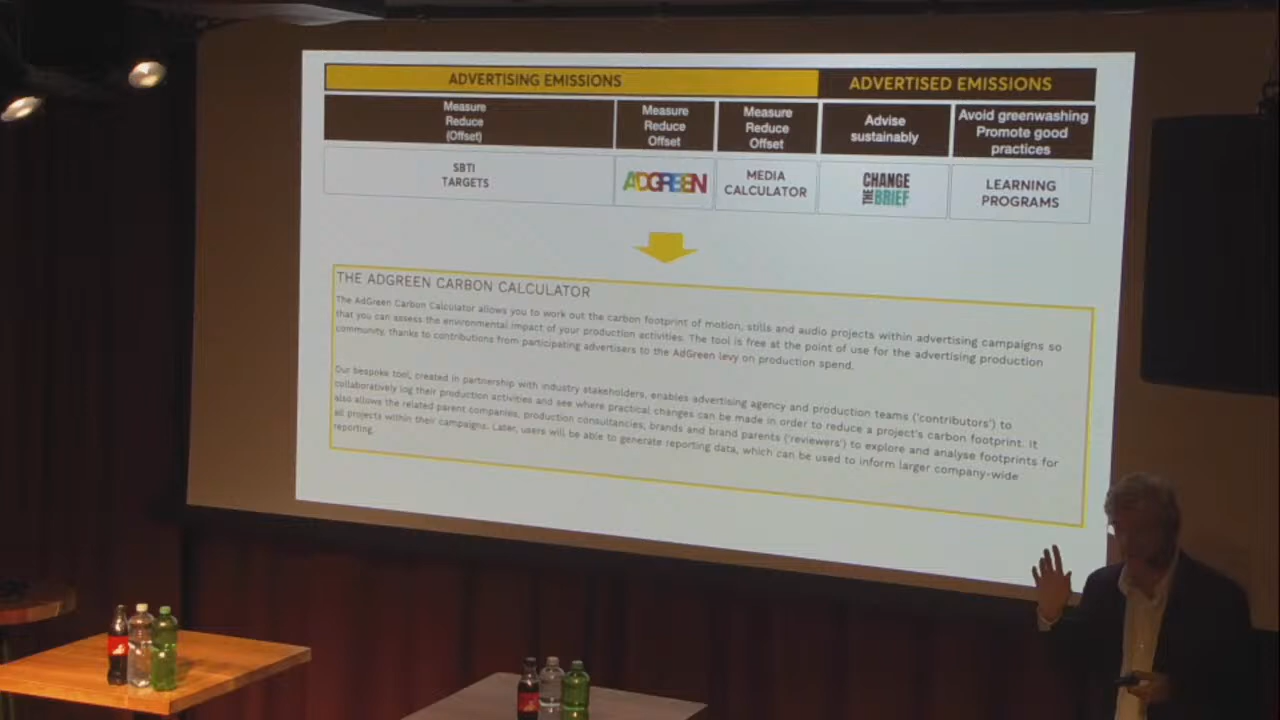 ADVERTISING EMISSIONS
ADVERTISED EMISSIONS
Measure
Reduce
(Offset)
Measure
Reduce
Offset
Measure
Reduce
Offset
Advise
sustainably
Avoid greenwashing
Promote good
practices
SBTI
TARGETS
ADGREEN
MEDIA
CALCULATOR
CHANGE
THE BRIEF
LEARNING
PROGRAMS
THE ADGREEN CARBON CALCULATOR
The AdGreen Carbon Calculator allows you to work out the carbon footprint of motion, stills and audio projects within advertising campaigns so
that you can assess the environmental impact of your production activities. The tool is free at the point of use for the advertising production
community, thanks to contributions from participating advertisers to the AdGreen levy on production spend.
Our bespoke tool, created in partnership with industry stakeholders, enables advertising agency and production teams ('contributors') to
collaboratively log their production activities and see where practical changes can be made in order to reduce a project's carbon footprint. It
also allows the related parent companies, production consultancies, brands and brand parents ('reviewers') to explore and analyse footprints for
all projects within their campaigns. Later, users will be able to generate reporting data, which can be used to inform larger company-wide
reporting.